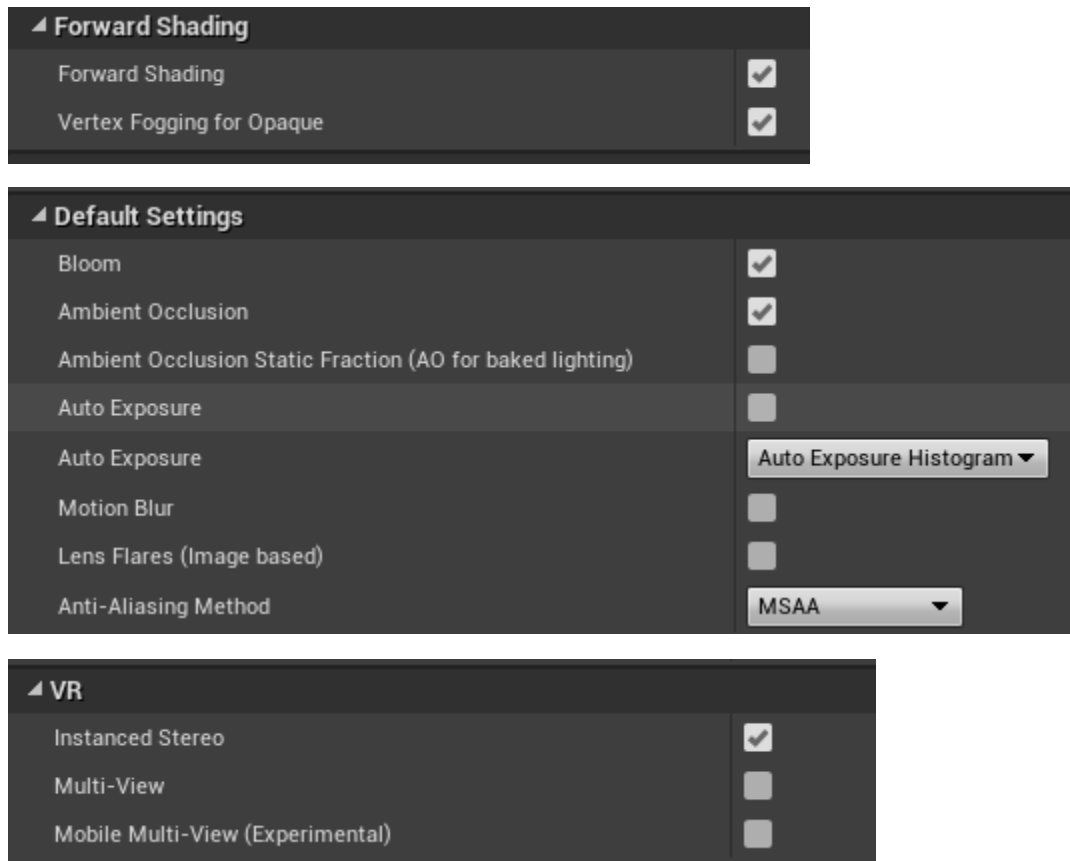 Forward Shading
Forward Shading
Vertex Fogging for Opaque
Default Settings
Bloom
Ambient Occlusion
Ambient Occlusion Static Fraction (AO for baked lighting)
Auto Exposure
Auto Exposure Auto Exposure Histogram
Motion Blur
Lens Flares (Image based)
Anti-Aliasing Method MSAA
VR
Instanced Stereo
Multi-View
Mobile Multi-View (Experimental)